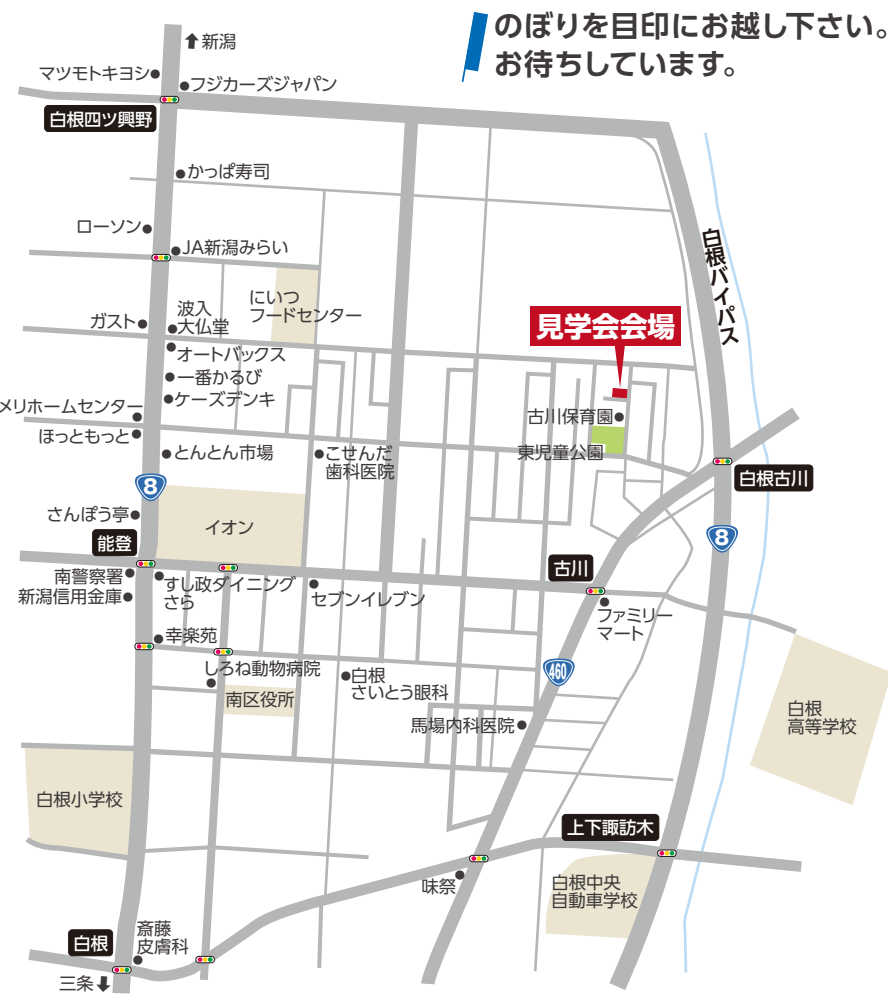 のぼりを目印にお越し下さい。
お待ちしています。
新潟
マツモトキヨシ
フジカーズジャパン
白根四ツ興野
かっぱ寿司
ローソン
JA新潟みらい
白根バイパス
にいつ
フードセンター
波入
大仏堂
ガスト
見学会会場
オートバックス
一番かるび
ケーズデンキ
メリホームセンター
古川保育園
ほっともっと
とんとん市場
こせんだ
歯科医院
東児童公園
白根古川
8
さんぽう亭
イオン
能登
8
古川
南警察署
新潟信用金庫
すし政ダイニング
さら
セブンイレブン
ファミリー
マート
幸楽苑
しろね動物病院
白根
さいとう眼科
460
南区役所
馬場内科医院
白根
高等学校
白根小学校
上下諏訪木
味祭
白根中央
自動車学校
斎藤
皮膚科
白根
三条